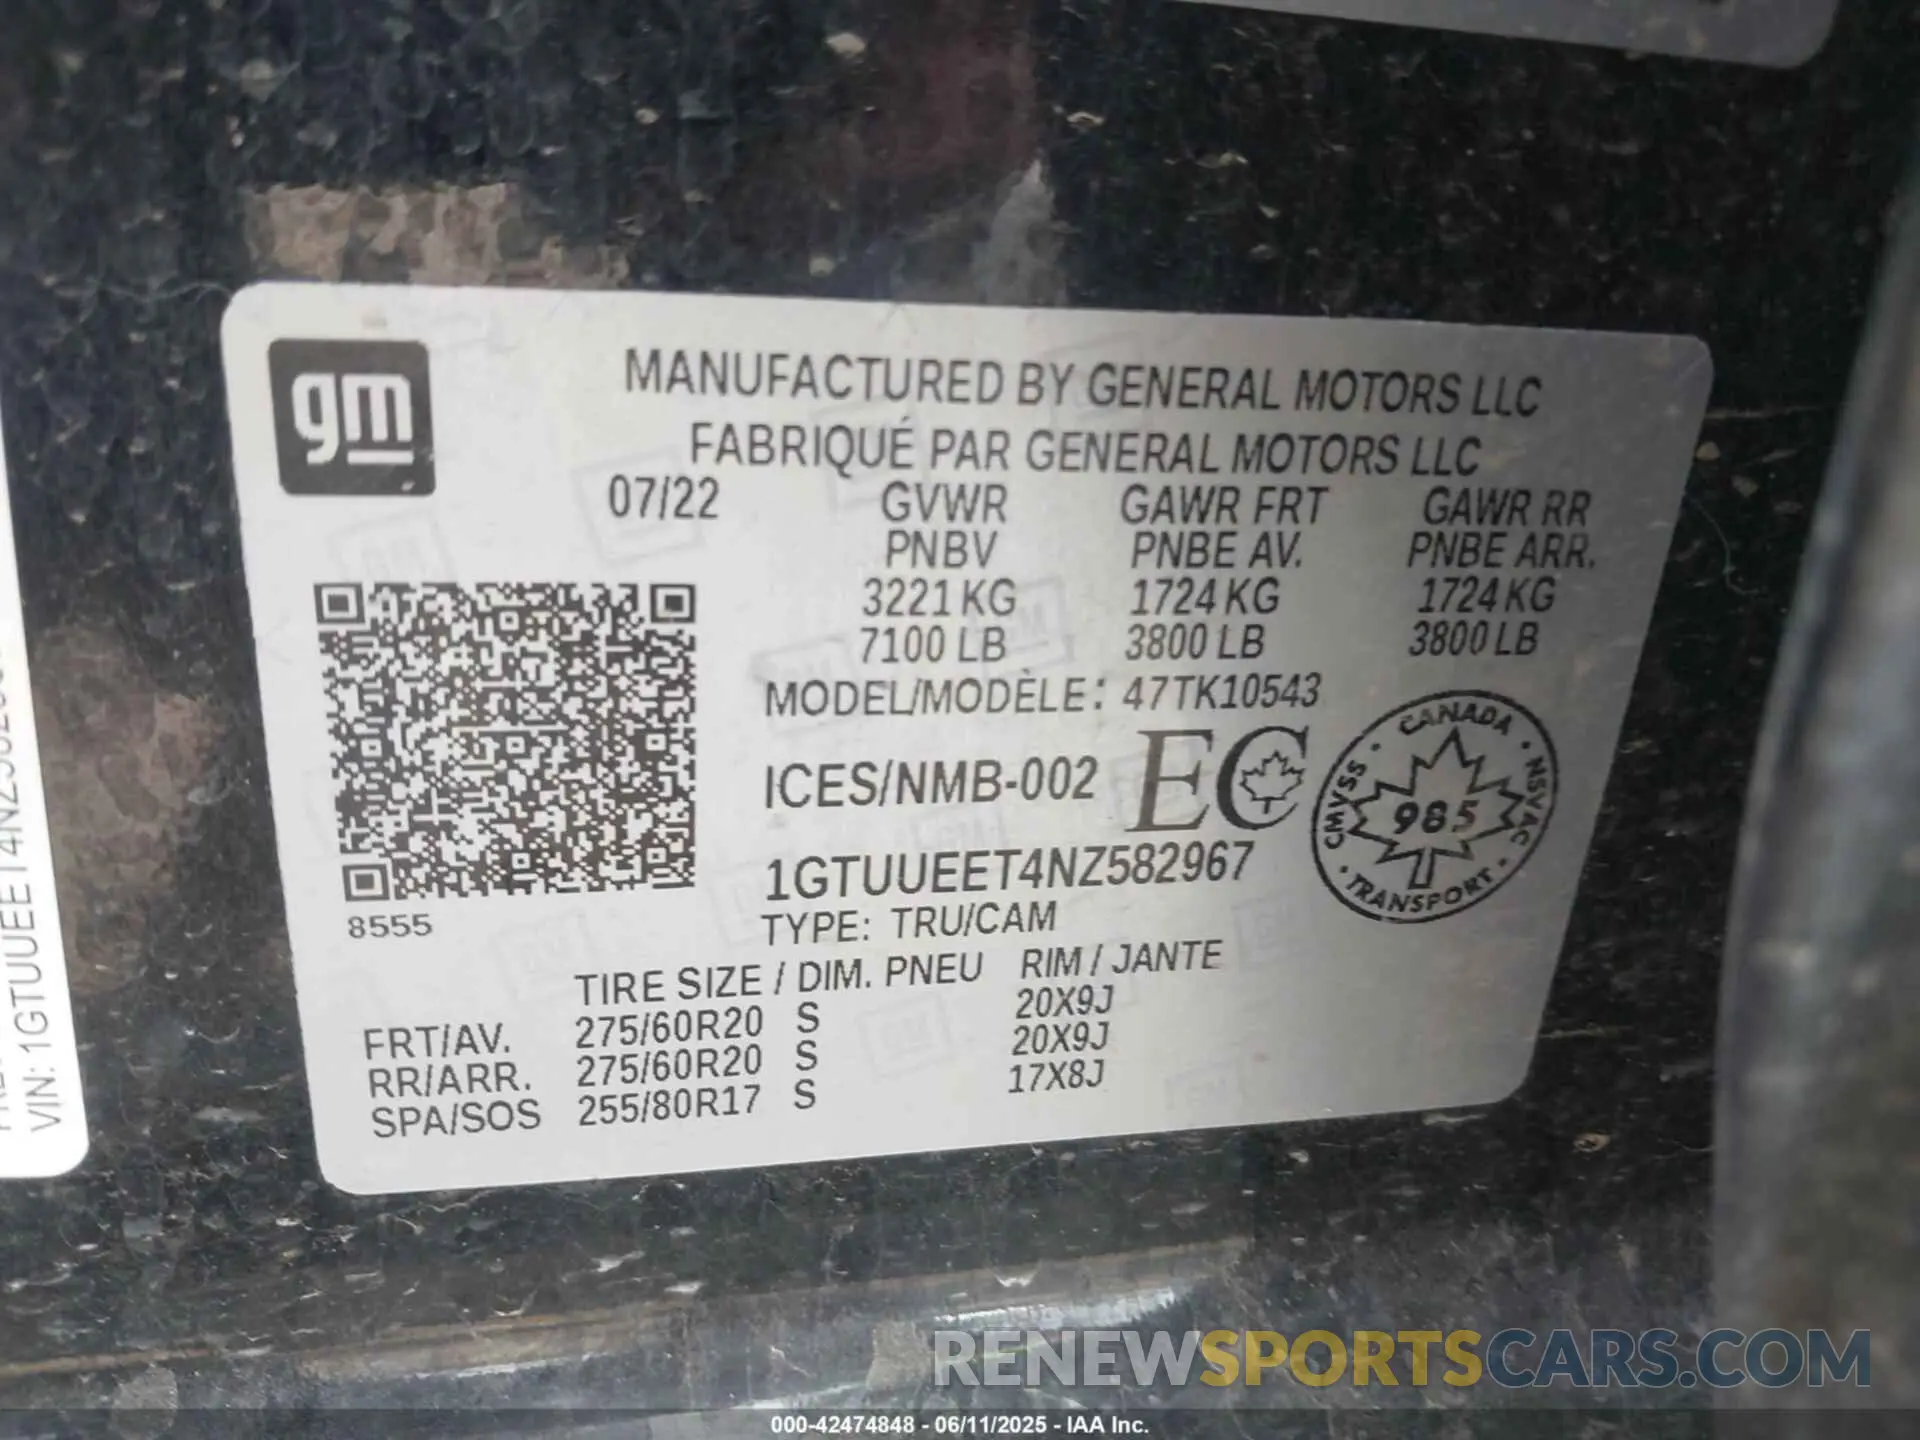 gm
MANUFACTURED BY GENERAL MOTORS LLC
FABRIQUÉ PAR GENERAL MOTORS LLC
07/22 GVWR GAWR FRT GAWR RR
PNBV PNBE AV. PNBE ARR.
3221 KG 1724 KG 1724 KG
7100 LB 3800 LB 3800 LB
MODEL/MODÈLE: 47TK10543
ICES/NMB-002 EC
CANADA
CMVSS 985 NSVAC
TRANSPORT
1GTUUEET4NZ582967
8555
TYPE: TRU/CAM
TIRE SIZE / DIM. PNEU RIM / JANTE
FRT/AV. 275/60R20 S 20X9J
RR/ARR. 275/60R20 S 20X9J
SPA/SOS 255/80R17 S 17X8J
VIN: 1GTUUEET4NZ5829
RENEWSPORTSCARS.COM
000-42474848 - 06/11/2025 - IAA Inc.